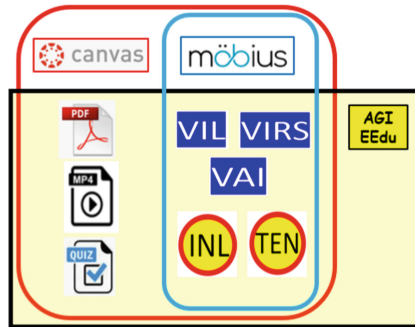 canvas
möbius
PDF
MP4
QUIZ
VIL
VIRS
VAI
INL
TEN
AGI
EEdu